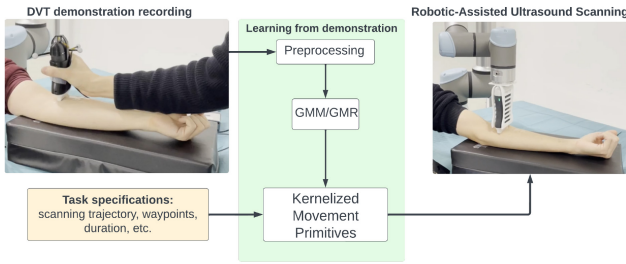 DVT demonstration recording
Learning from demonstration
Robotic-Assisted Ultrasound Scanning
Preprocessing
GMM/GMR
Task specifications:
scanning trajectory, waypoints,
duration, etc.
Kernelized
Movement
Primitives